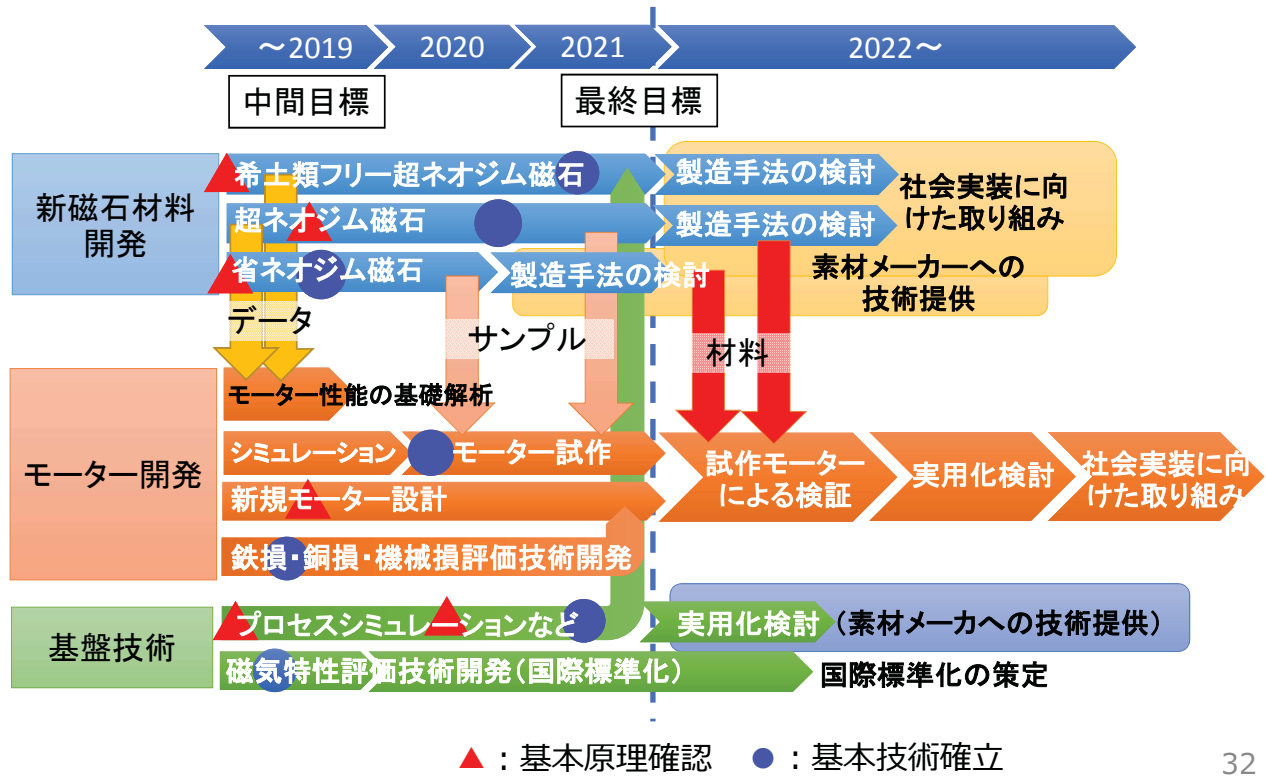 ～2019
2020
2021
2022～
中間目標
最終目標
新磁石材料
開発
希土類フリー超ネオジム磁石
製造手法の検討
超ネオジム磁石
製造手法の検討
社会実装に向
けた取り組み
省ネオジム磁石
製造手法の検討
素材メーカーへの
技術提供
データ
サンプル
材料
モーター開発
モーター性能の基礎解析
シミュレーション
モーター試作
新規モーター設計
鉄損・銅損・機械損評価技術開発
試作モーター
による検証
実用化検討
社会実装に向
けた取り組み
基盤技術
プロセスシミュレーションなど
実用化検討
（素材メーカへの技術提供）
磁気特性評価技術開発（国際標準化）
国際標準化の策定
▲：基本原理確認
●：基本技術確立
32